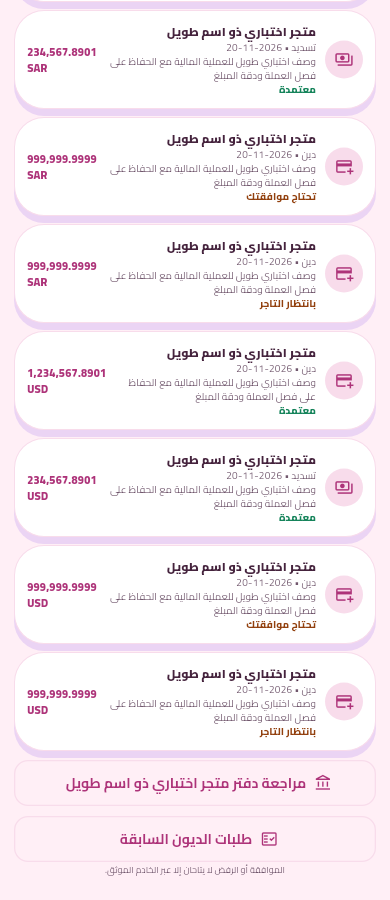 متجر اختباري ذو اسم طويل
تسديد • 2026-11-20
وصف اختباري طويل للعملية المالية مع الحفاظ على
فصل العملة ودقة المبلغ
معتمدة
234,567.8901
SAR
متجر اختباري ذو اسم طويل
دين • 2026-11-20
وصف اختباري طويل للعملية المالية مع الحفاظ على
فصل العملة ودقة المبلغ
تحتاج موافقتك
999,999.9999
SAR
متجر اختباري ذو اسم طويل
دين • 2026-11-20
وصف اختباري طويل للعملية المالية مع الحفاظ على
فصل العملة ودقة المبلغ
بانتظار التاجر
999,999.9999
SAR
متجر اختباري ذو اسم طويل
دين • 2026-11-20
وصف اختباري طويل للعملية المالية مع الحفاظ
على فصل العملة ودقة المبلغ
معتمدة
1,234,567.8901
USD
متجر اختباري ذو اسم طويل
تسديد • 2026-11-20
وصف اختباري طويل للعملية المالية مع الحفاظ على
فصل العملة ودقة المبلغ
معتمدة
234,567.8901
USD
متجر اختباري ذو اسم طويل
دين • 2026-11-20
وصف اختباري طويل للعملية المالية مع الحفاظ على
فصل العملة ودقة المبلغ
تحتاج موافقتك
999,999.9999
USD
متجر اختباري ذو اسم طويل
دين • 2026-11-20
وصف اختباري طويل للعملية المالية مع الحفاظ على
فصل العملة ودقة المبلغ
بانتظار التاجر
999,999.9999
USD
مراجعة دفتر متجر اختباري ذو اسم طويل
طلبات الديون السابقة
الموافقة أو الرفض لا يتاحان إلا عبر الخادم الموثق.